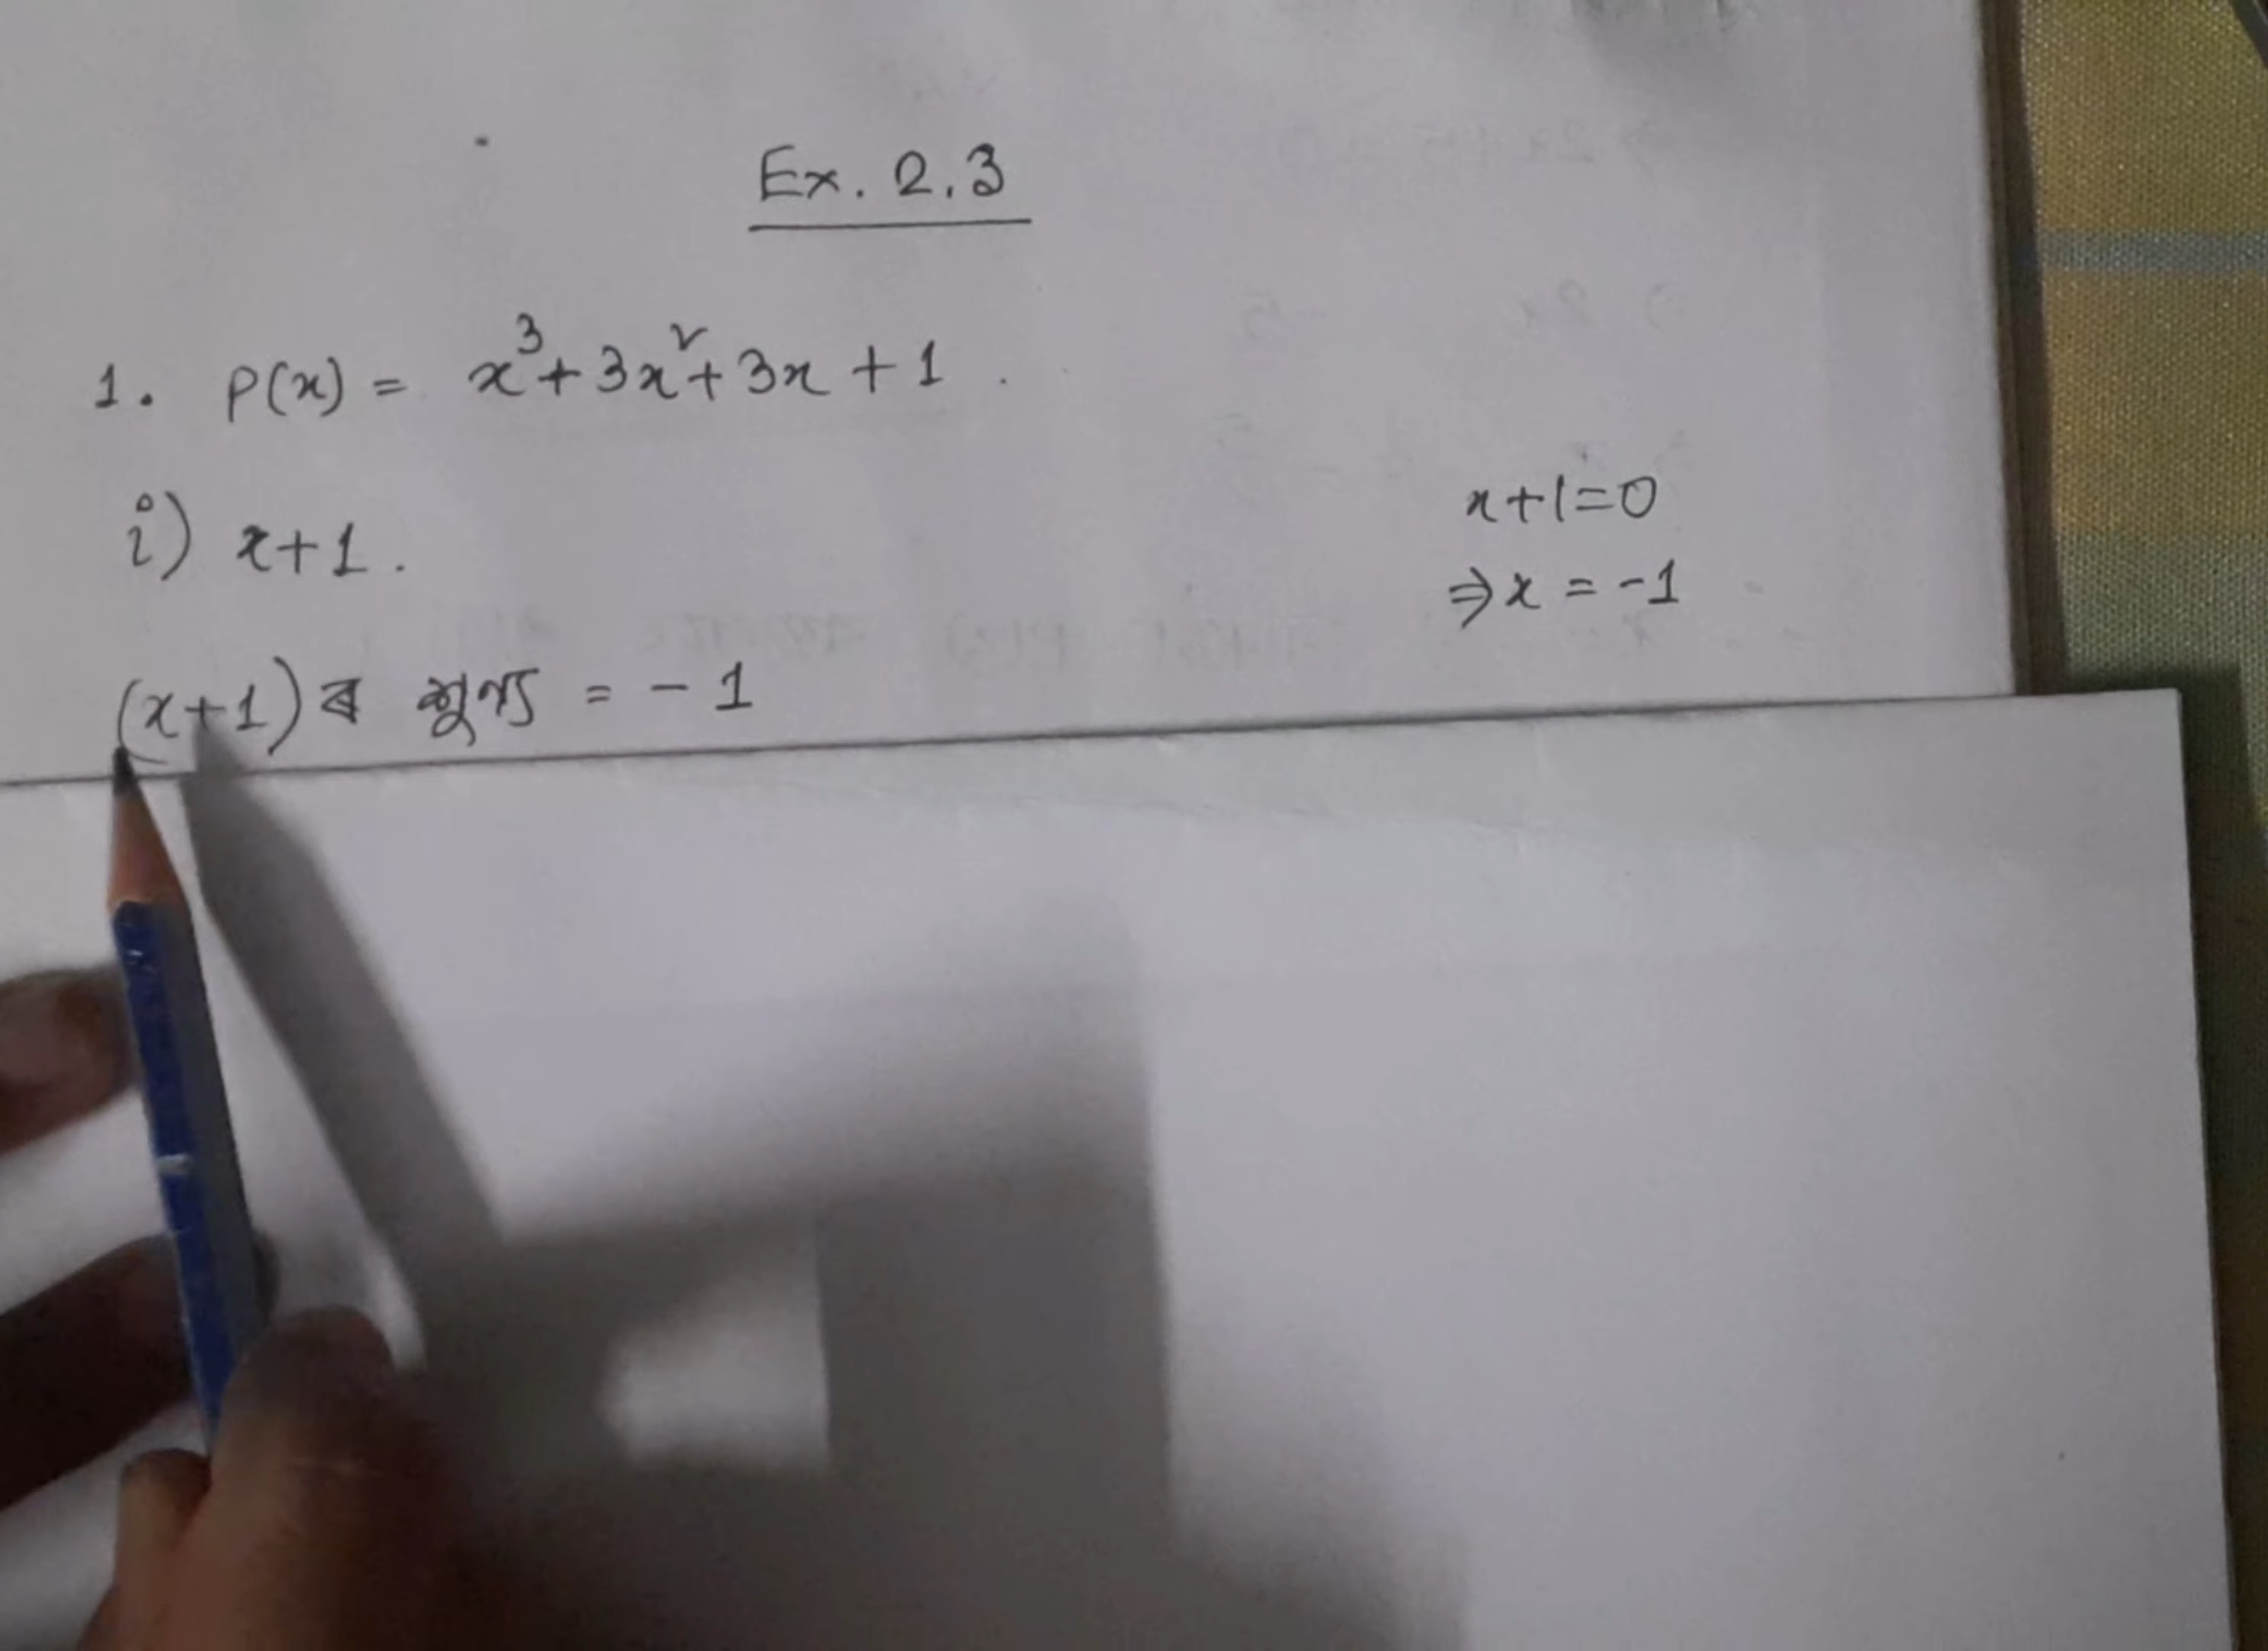 Ex. 2.3
1. P(x) = x³+3x²+3x+1.
i) x+1.
x+1=0
⇒x = -1
(x+1)ৰ শূন্য = -1